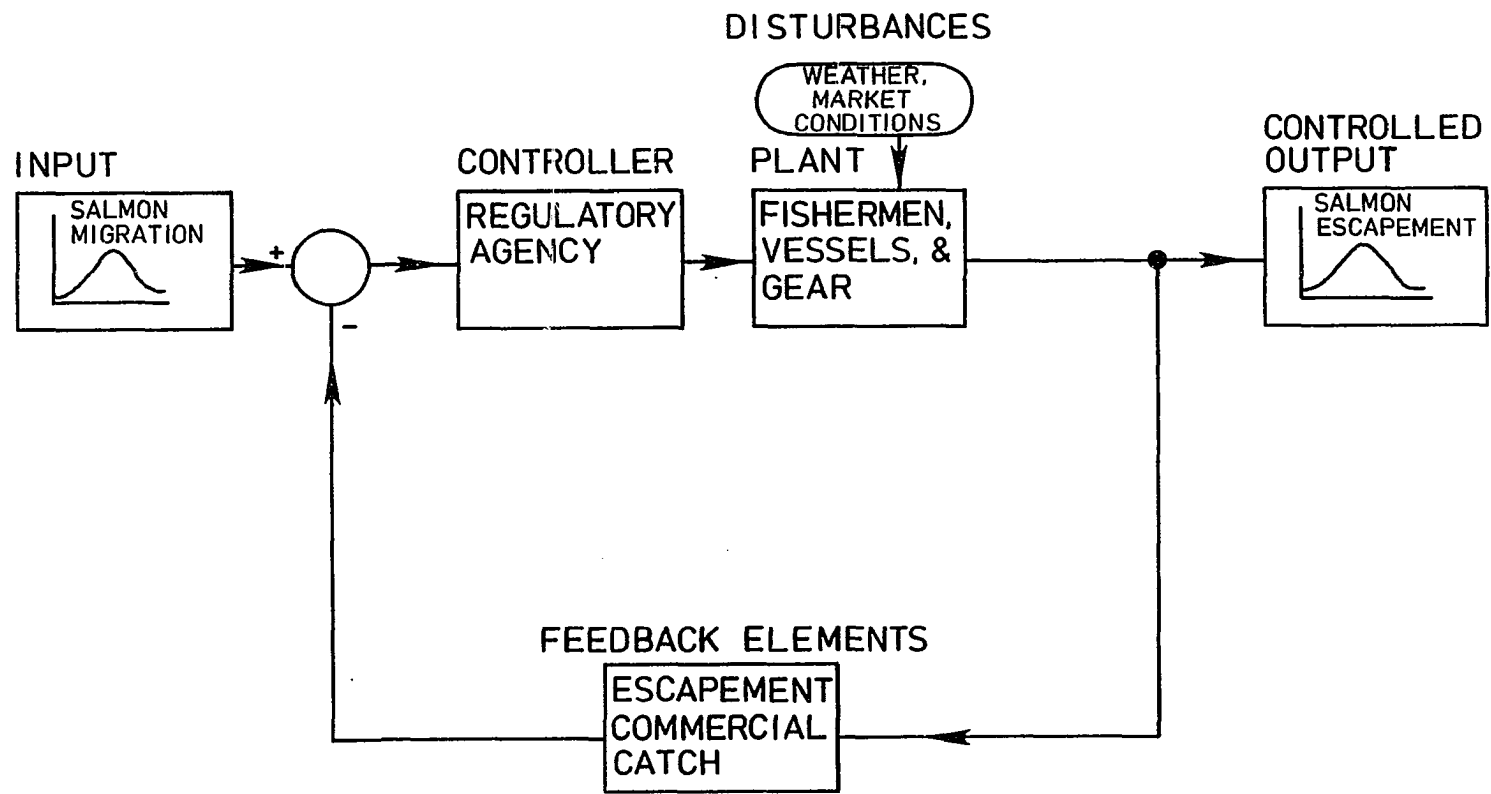 DISTURBANCES
WEATHER,
MARKET
CONDITIONS
INPUT
SALMON
MIGRATION
+
-
CONTROLLER
REGULATORY
AGENCY
PLANT
FISHERMEN,
VESSELS, &
GEAR
CONTROLLED
OUTPUT
SALMON
ESCAPEMENT
FEEDBACK ELEMENTS
ESCAPEMENT
COMMERCIAL
CATCH